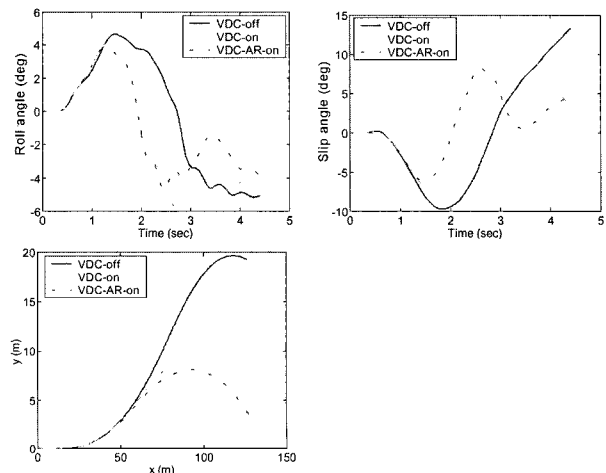 Roll angle (deg)
6
4
2
0
-2
-4
-6
VDC-off
VDC-on
VDC-AR-on
0 1 2 3 4 5
Time (sec)
Slip angle (deg)
15
10
5
0
-5
-10
VDC-off
VDC-on
VDC-AR-on
0 1 2 3 4 5
Time (sec)
y (m)
20
15
10
5
0
VDC-off
VDC-on
VDC-AR-on
0 50 100 150
x (m)